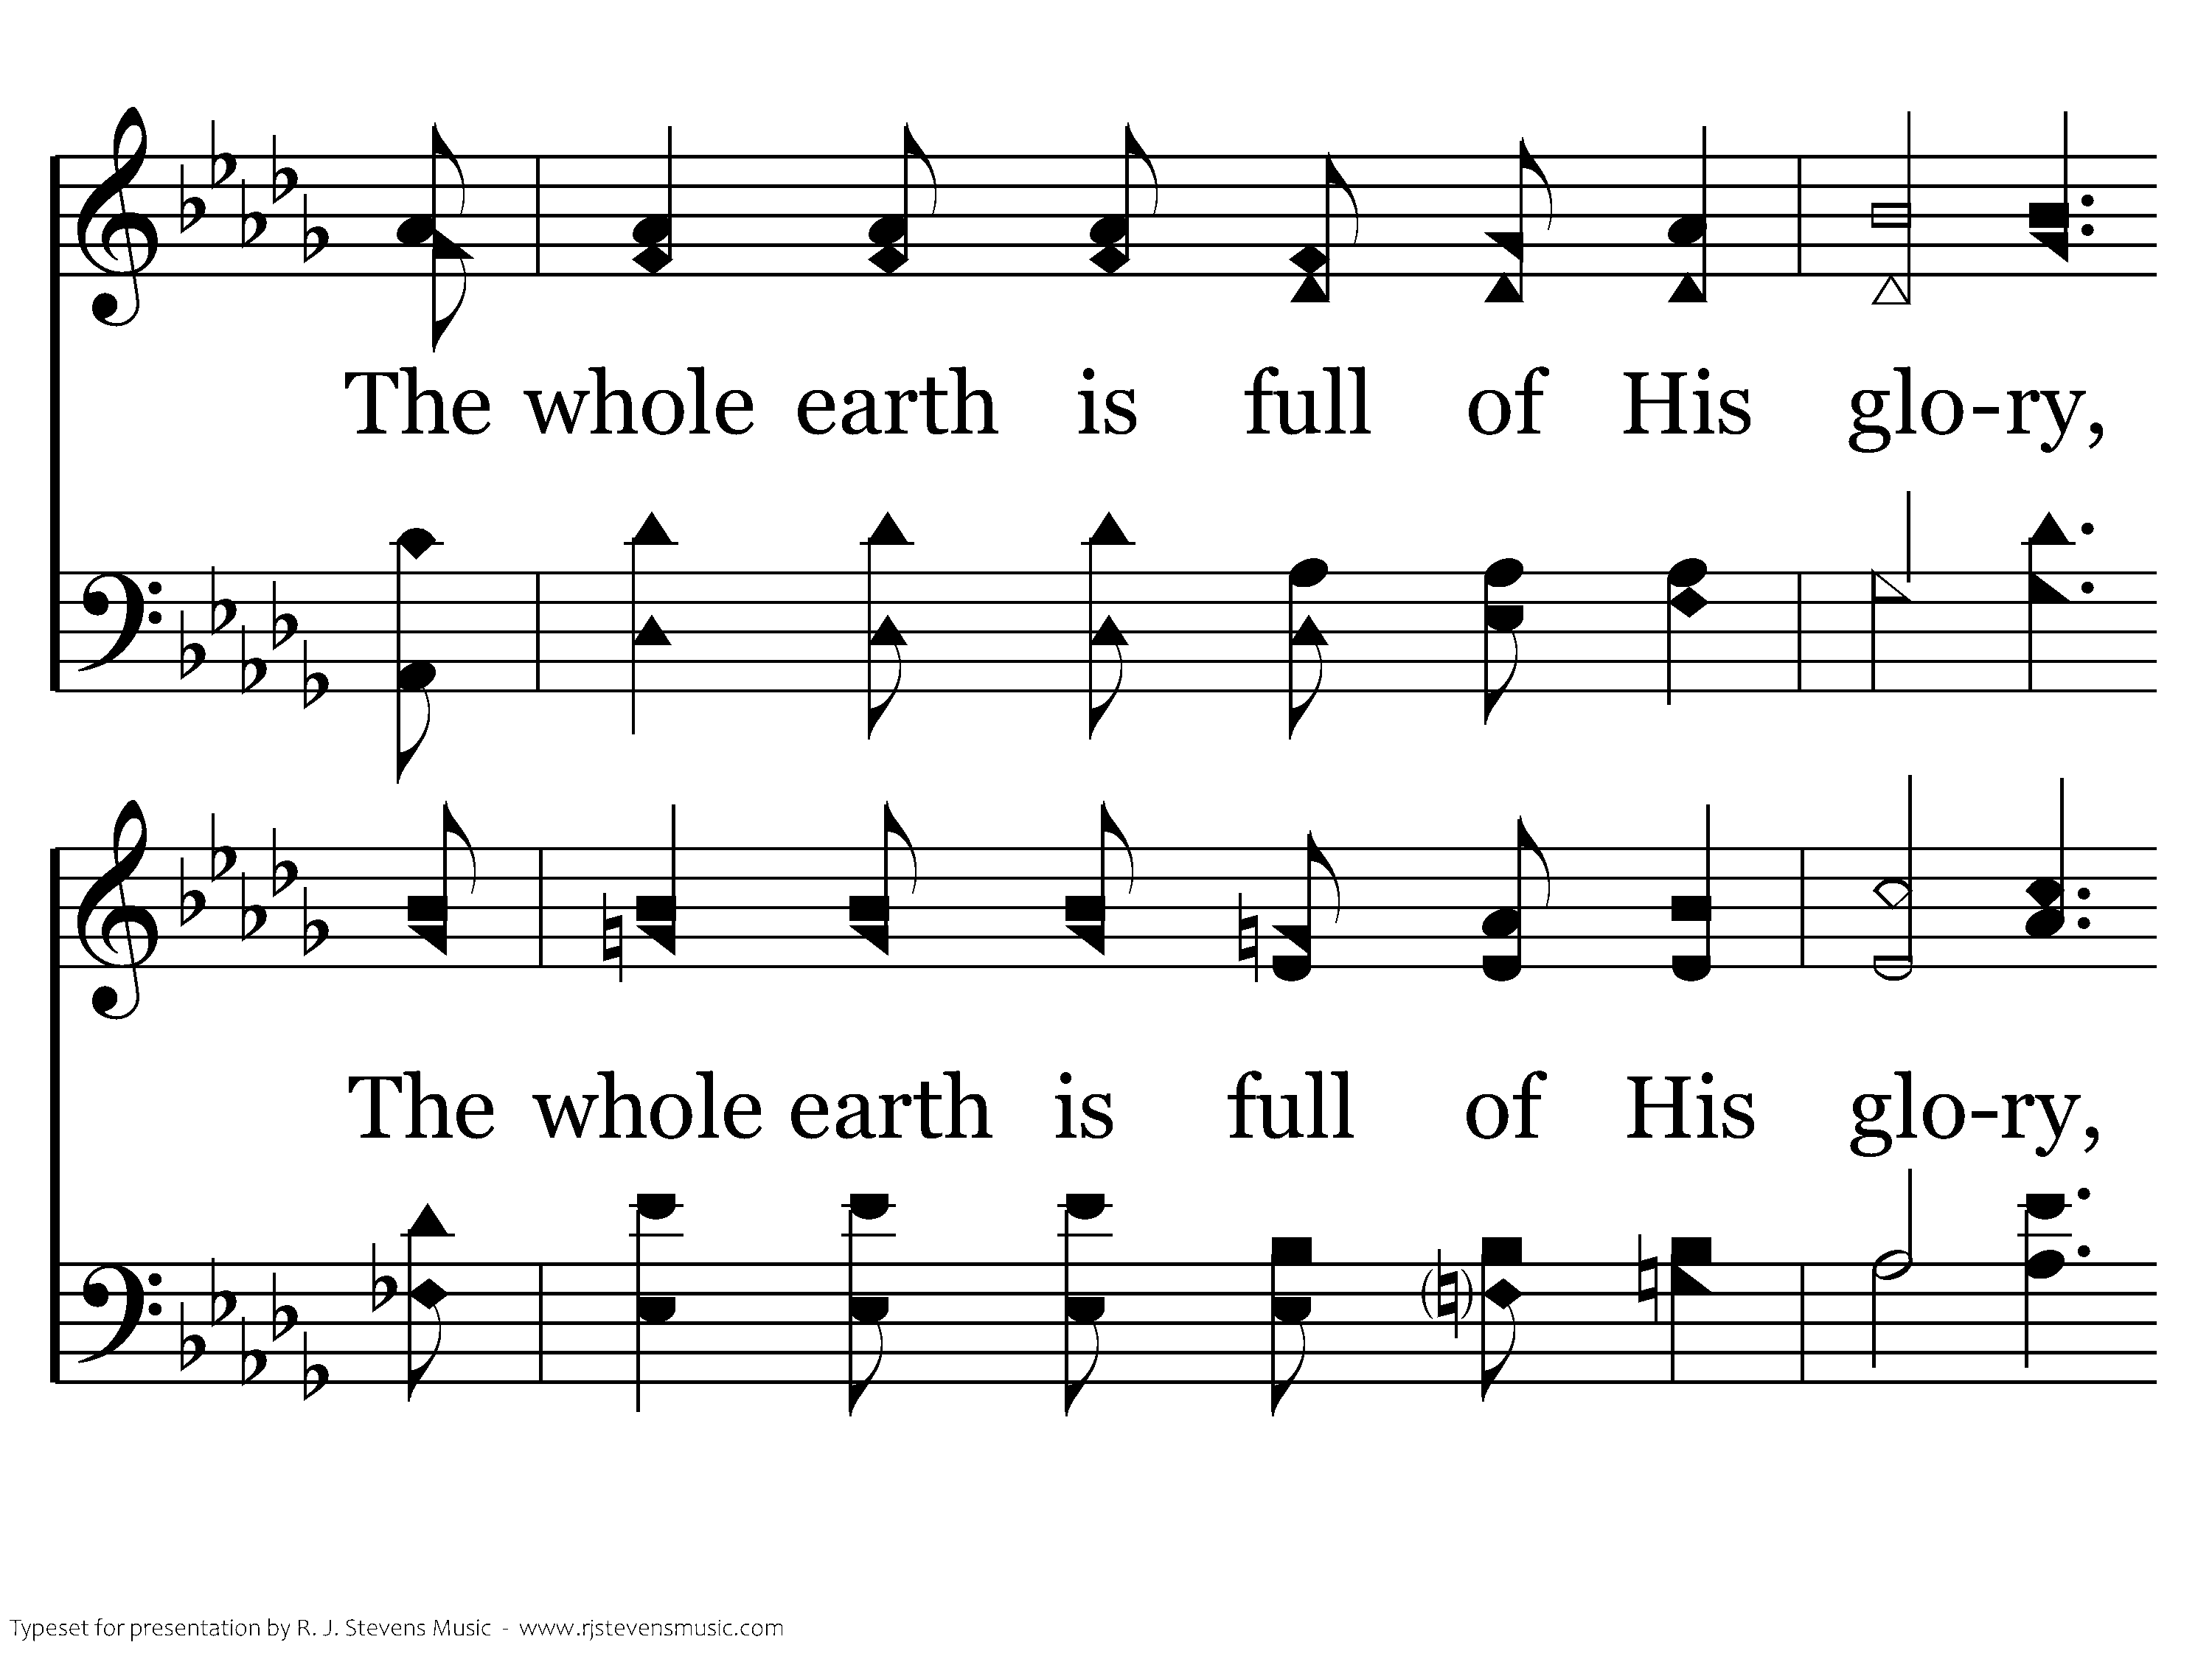 The whole earth is full of His glo-ry,
The whole earth is full of His glo-ry,
Typeset for presentation by R. J. Stevens Music - www.rjstevensmusic.com